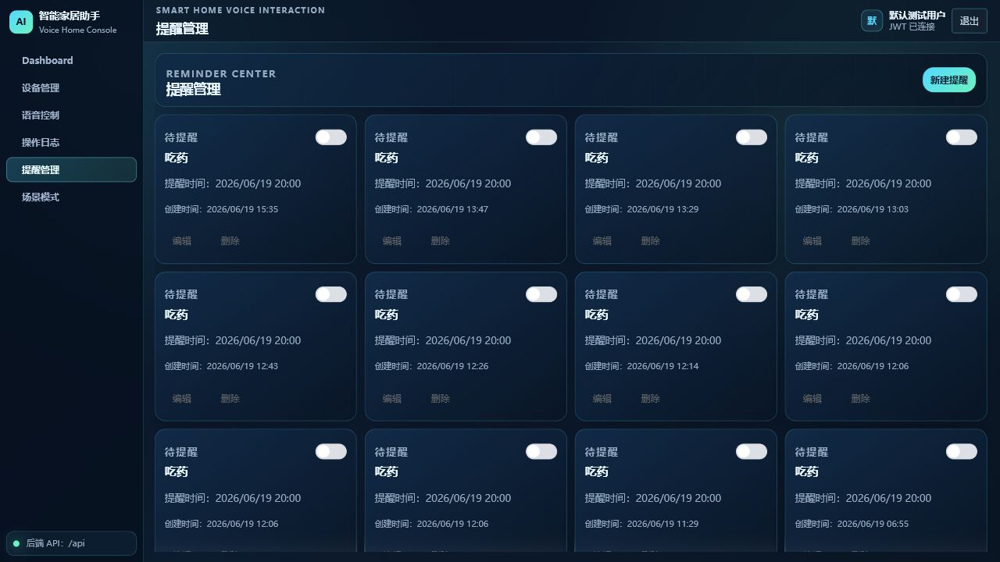 AI
智能家居助手
Voice Home Console
Dashboard
设备管理
语音控制
操作日志
提醒管理
场景模式
后端 API：/api
SMART HOME VOICE INTERACTION
提醒管理
默
默认测试用户
JWT 已连接
退出
REMINDER CENTER
提醒管理
新建提醒
待提醒
吃药
提醒时间：2026/06/19 20:00
创建时间：2026/06/19 15:35
编辑 删除
待提醒
吃药
提醒时间：2026/06/19 20:00
创建时间：2026/06/19 13:47
编辑 删除
待提醒
吃药
提醒时间：2026/06/19 20:00
创建时间：2026/06/19 13:29
编辑 删除
待提醒
吃药
提醒时间：2026/06/19 20:00
创建时间：2026/06/19 13:03
编辑 删除
待提醒
吃药
提醒时间：2026/06/19 20:00
创建时间：2026/06/19 12:43
编辑 删除
待提醒
吃药
提醒时间：2026/06/19 20:00
创建时间：2026/06/19 12:26
编辑 删除
待提醒
吃药
提醒时间：2026/06/19 20:00
创建时间：2026/06/19 12:14
编辑 删除
待提醒
吃药
提醒时间：2026/06/19 20:00
创建时间：2026/06/19 12:06
编辑 删除
待提醒
吃药
提醒时间：2026/06/19 20:00
创建时间：2026/06/19 12:06
待提醒
吃药
提醒时间：2026/06/19 20:00
创建时间：2026/06/19 12:06
待提醒
吃药
提醒时间：2026/06/19 20:00
创建时间：2026/06/19 11:29
待提醒
吃药
提醒时间：2026/06/19 20:00
创建时间：2026/06/19 06:55